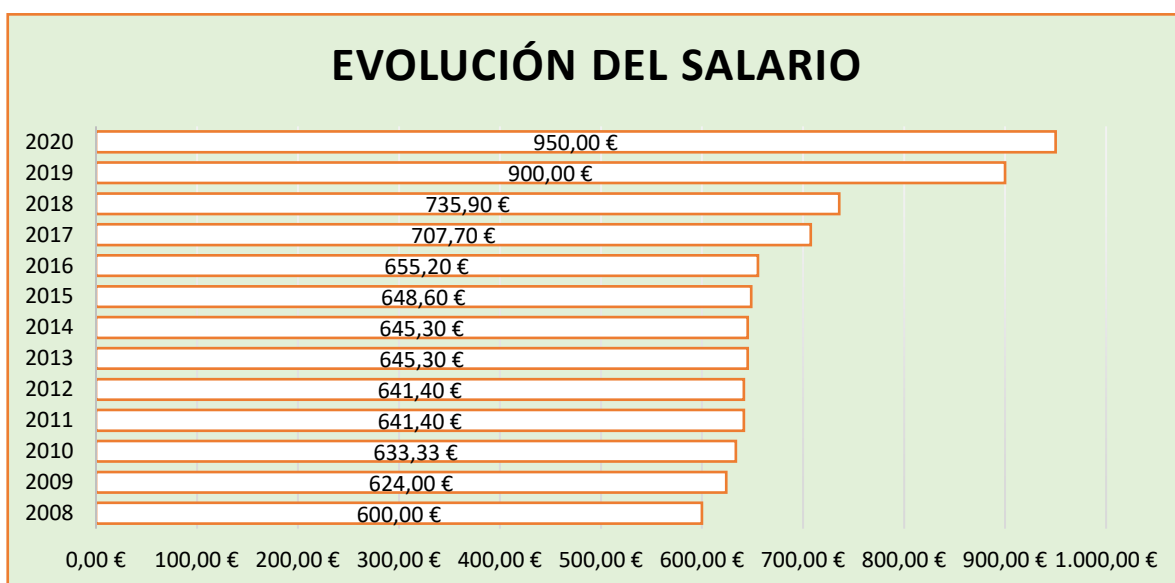 EVOLUCIÓN DEL SALARIO
2020 950,00 €
2019 900,00 €
2018 735,90 €
2017 707,70 €
2016 655,20 €
2015 648,60 €
2014 645,30 €
2013 645,30 €
2012 641,40 €
2011 641,40 €
2010 633,33 €
2009 624,00 €
2008 600,00 €
0,00 € 100,00 € 200,00 € 300,00 € 400,00 € 500,00 € 600,00 € 700,00 € 800,00 € 900,00 € 1.000,00 €